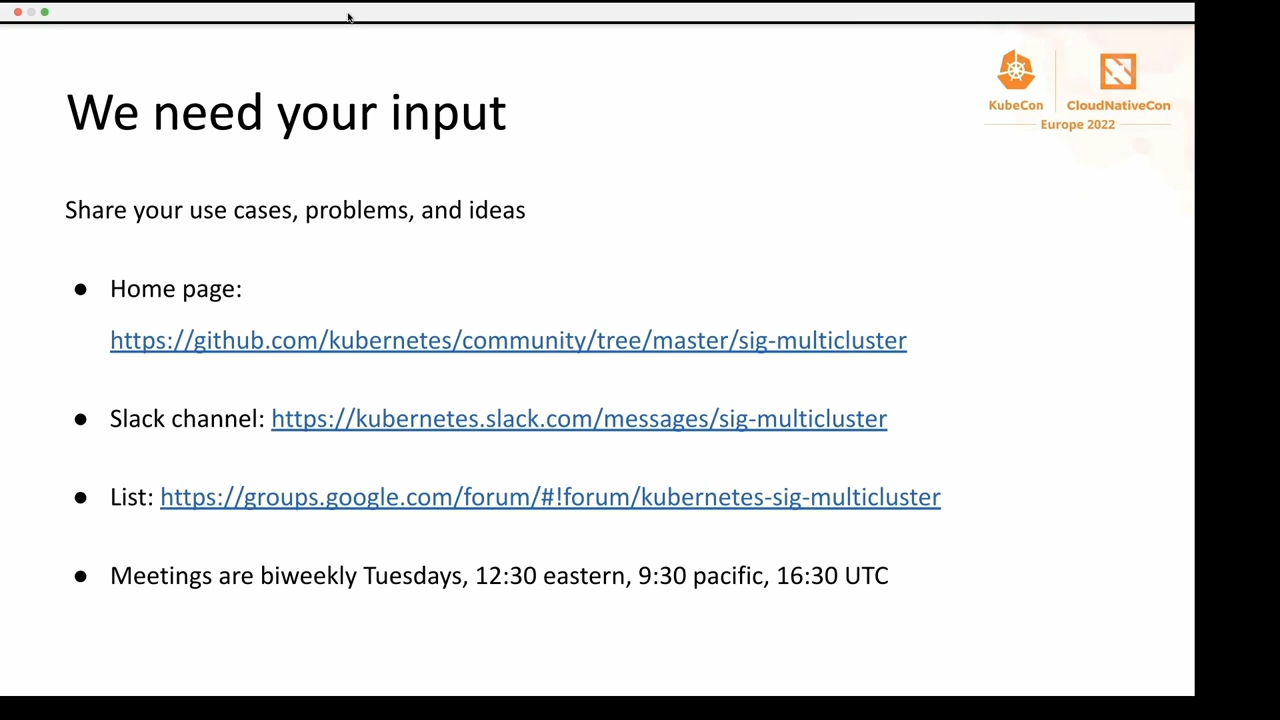 KubeCon
CloudNativeCon
Europe 2022
We need your input
Share your use cases, problems, and ideas
● Home page:
https://github.com/kubernetes/community/tree/master/sig-multicluster
● Slack channel: https://kubernetes.slack.com/messages/sig-multicluster
● List: https://groups.google.com/forum/#!forum/kubernetes-sig-multicluster
● Meetings are biweekly Tuesdays, 12:30 eastern, 9:30 pacific, 16:30 UTC